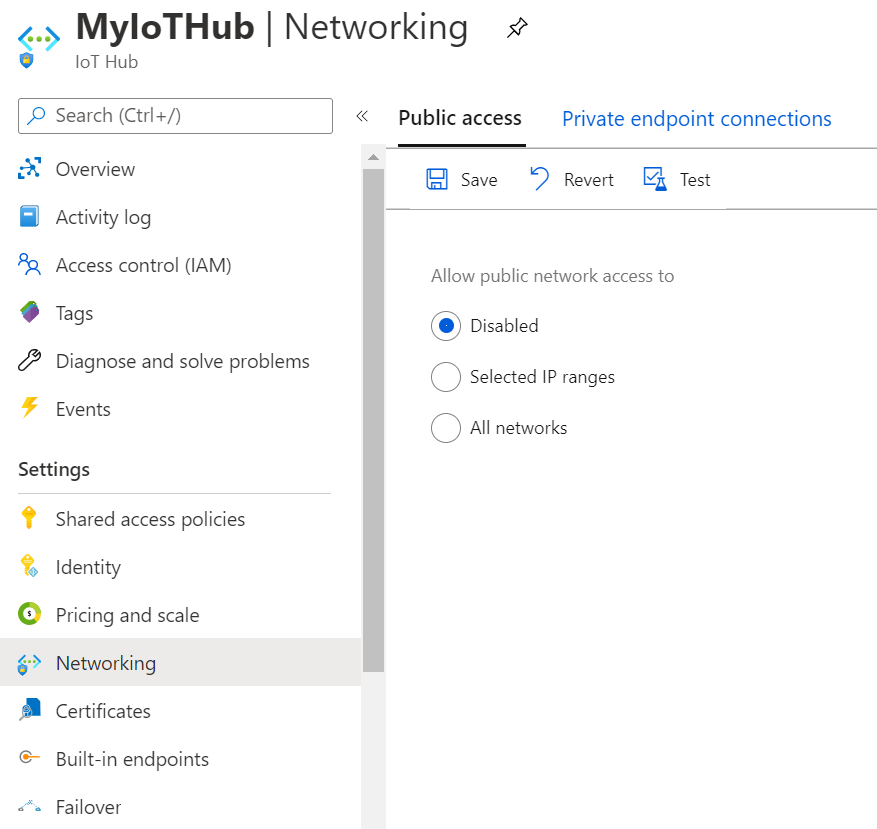 MyIoTHub | Networking
IoT Hub
Search (Ctrl+/)
«
Overview
Activity log
Access control (IAM)
Tags
Diagnose and solve problems
Events
Settings
Shared access policies
Identity
Pricing and scale
Networking
Certificates
Built-in endpoints
Failover
Public access
Private endpoint connections
Save
Revert
Test
Allow public network access to
Disabled
Selected IP ranges
All networks